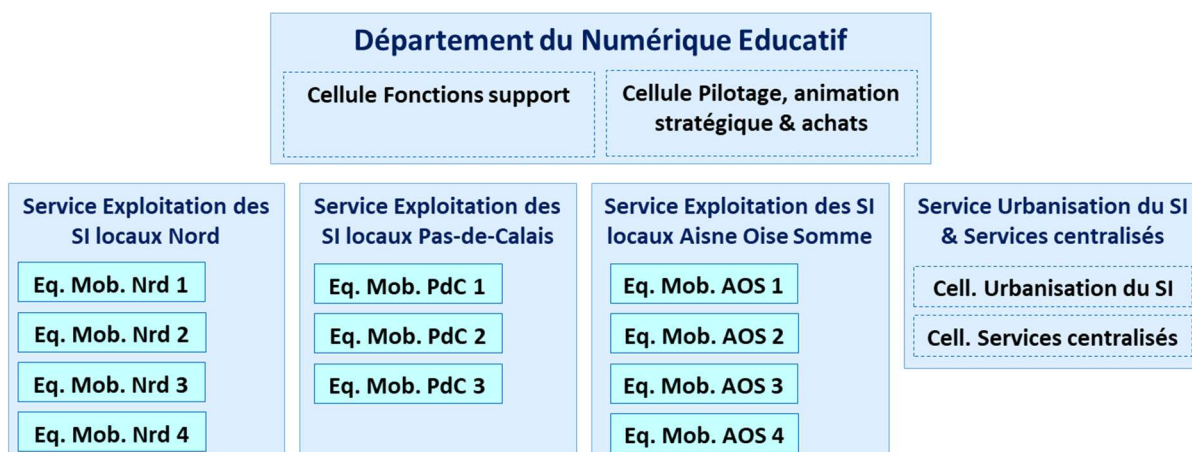 Département du Numérique Educatif
Cellule Fonctions support
Cellule Pilotage, animation
stratégique & achats
Service Exploitation des
SI locaux Nord
Eq. Mob. Nrd 1
Eq. Mob. Nrd 2
Eq. Mob. Nrd 3
Eq. Mob. Nrd 4
Service Exploitation des
SI locaux Pas-de-Calais
Eq. Mob. PdC 1
Eq. Mob. PdC 2
Eq. Mob. PdC 3
Service Exploitation des SI
locaux Aisne Oise Somme
Eq. Mob. AOS 1
Eq. Mob. AOS 2
Eq. Mob. AOS 3
Eq. Mob. AOS 4
Service Urbanisation du SI
& Services centralisés
Cell. Urbanisation du SI
Cell. Services centralisés